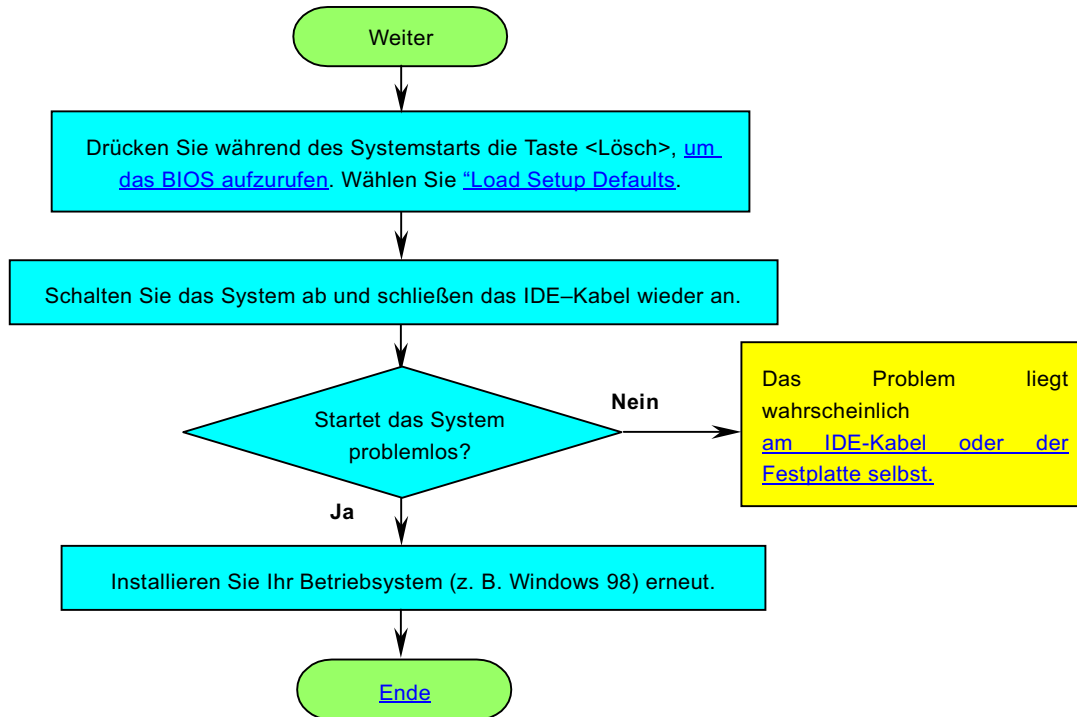 Weiter
Drücken Sie während des Systemstarts die Taste <Lösch>, um
das BIOS aufzurufen. Wählen Sie “Load Setup Defaults.
Schalten Sie das System ab und schließen das IDE–Kabel wieder an.
Startet das System
problemlos?
Nein
Das Problem liegt
wahrscheinlich
am IDE-Kabel oder der
Festplatte selbst.
Ja
Installieren Sie Ihr Betriebsystem (z. B. Windows 98) erneut.
Ende